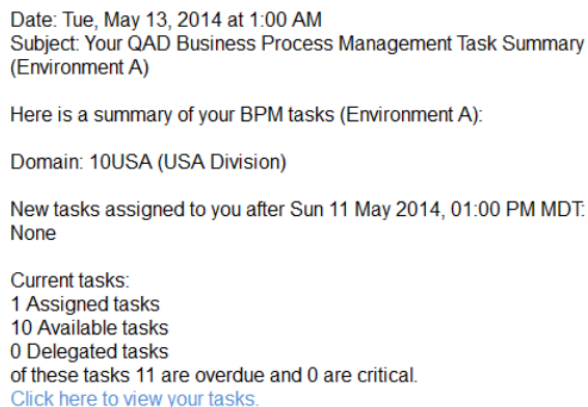 Date: Tue, May 13, 2014 at 1:00 AM
Subject: Your QAD Business Process Management Task Summary
(Environment A)
Here is a summary of your BPM tasks (Environment A):
Domain: 10USA (USA Division)
New tasks assigned to you after Sun 11 May 2014, 01:00 PM MDT:
None
Current tasks:
1 Assigned tasks
10 Available tasks
0 Delegated tasks
of these tasks 11 are overdue and 0 are critical.
Click here to view your tasks.